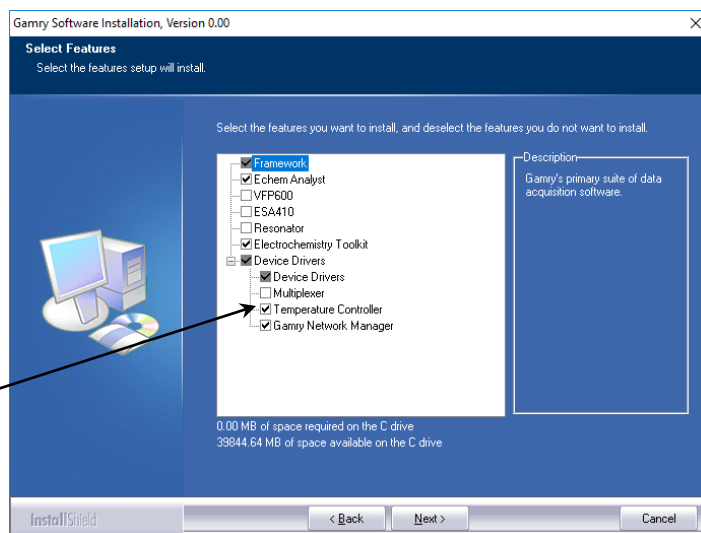 Gamry Software Installation, Version 0.00
Select Features
Select the features setup will install.
Select the features you want to install, and deselect the features you do not want to install.
Framework
Echem Analyst
VFP600
ESA410
Resonator
Electrochemistry Toolkit
Device Drivers
Device Drivers
Multiplexer
Temperature Controller
Gamry Network Manager
Description
Gamry's primary suite of data
acquisition software.
0.00 MB of space required on the C drive
39844.64 MB of space available on the C drive
InstallShield
< Back
Next >
Cancel